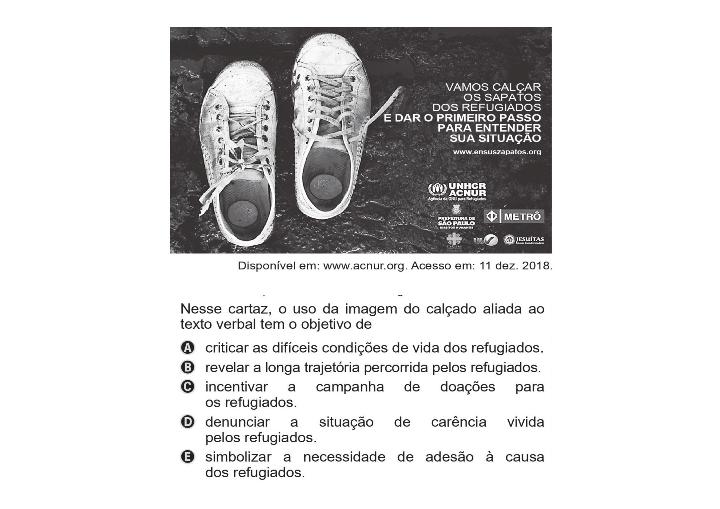 VAMOS CALÇAR
OS SAPATOS
DOS REFUGIADOS
E DAR O PRIMEIRO PASSO
PARA ENTENDER
SUA SITUAÇÃO
www.ensuszapatos.org
UNHCR
ACNUR
Agência da ONU para Refugiados
PREFEITURA DE
SÃO PAULO
DIREITOS HUMANOS
METRÔ
JESUÍTAS
Disponível em: www.acnur.org. Acesso em: 11 dez. 2018.
Nesse cartaz, o uso da imagem do calçado aliada ao
texto verbal tem o objetivo de
A criticar as difíceis condições de vida dos refugiados.
B revelar a longa trajetória percorrida pelos refugiados.
C incentivar a campanha de doações para
os refugiados.
D denunciar a situação de carência vivida
pelos refugiados.
E simbolizar a necessidade de adesão à causa
dos refugiados.